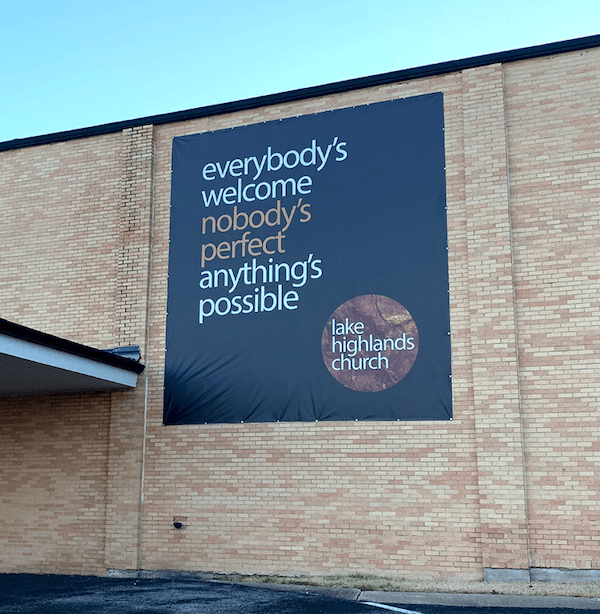 everybody's
welcome
nobody's
perfect
anything's
possible
lake
highlands
church